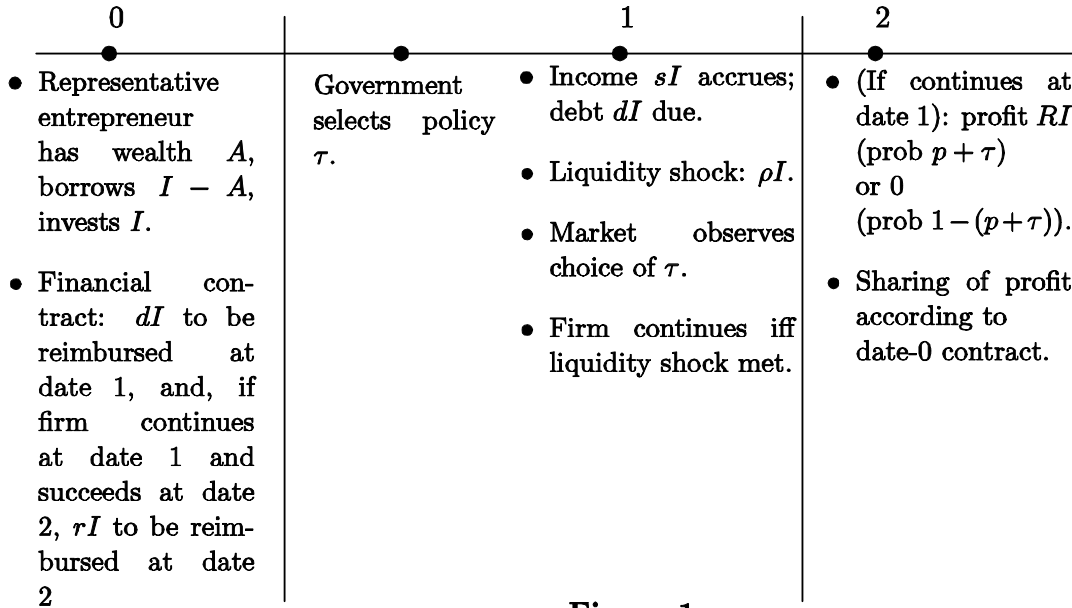 0
1
2
• Representative
entrepreneur
has wealth A,
borrows I − A,
invests I.
• Financial con-
tract: dI to be
reimbursed at
date 1, and, if
firm continues
at date 1 and
succeeds at date
2, rI to be reim-
bursed at date
2
Government
selects policy
τ.
• Income sI accrues;
debt dI due.
• Liquidity shock: ρI.
• Market observes
choice of τ.
• Firm continues iff
liquidity shock met.
• (If continues at
date 1): profit RI
(prob p + τ)
or 0
(prob 1−(p+τ)).
• Sharing of profit
according to
date-0 contract.